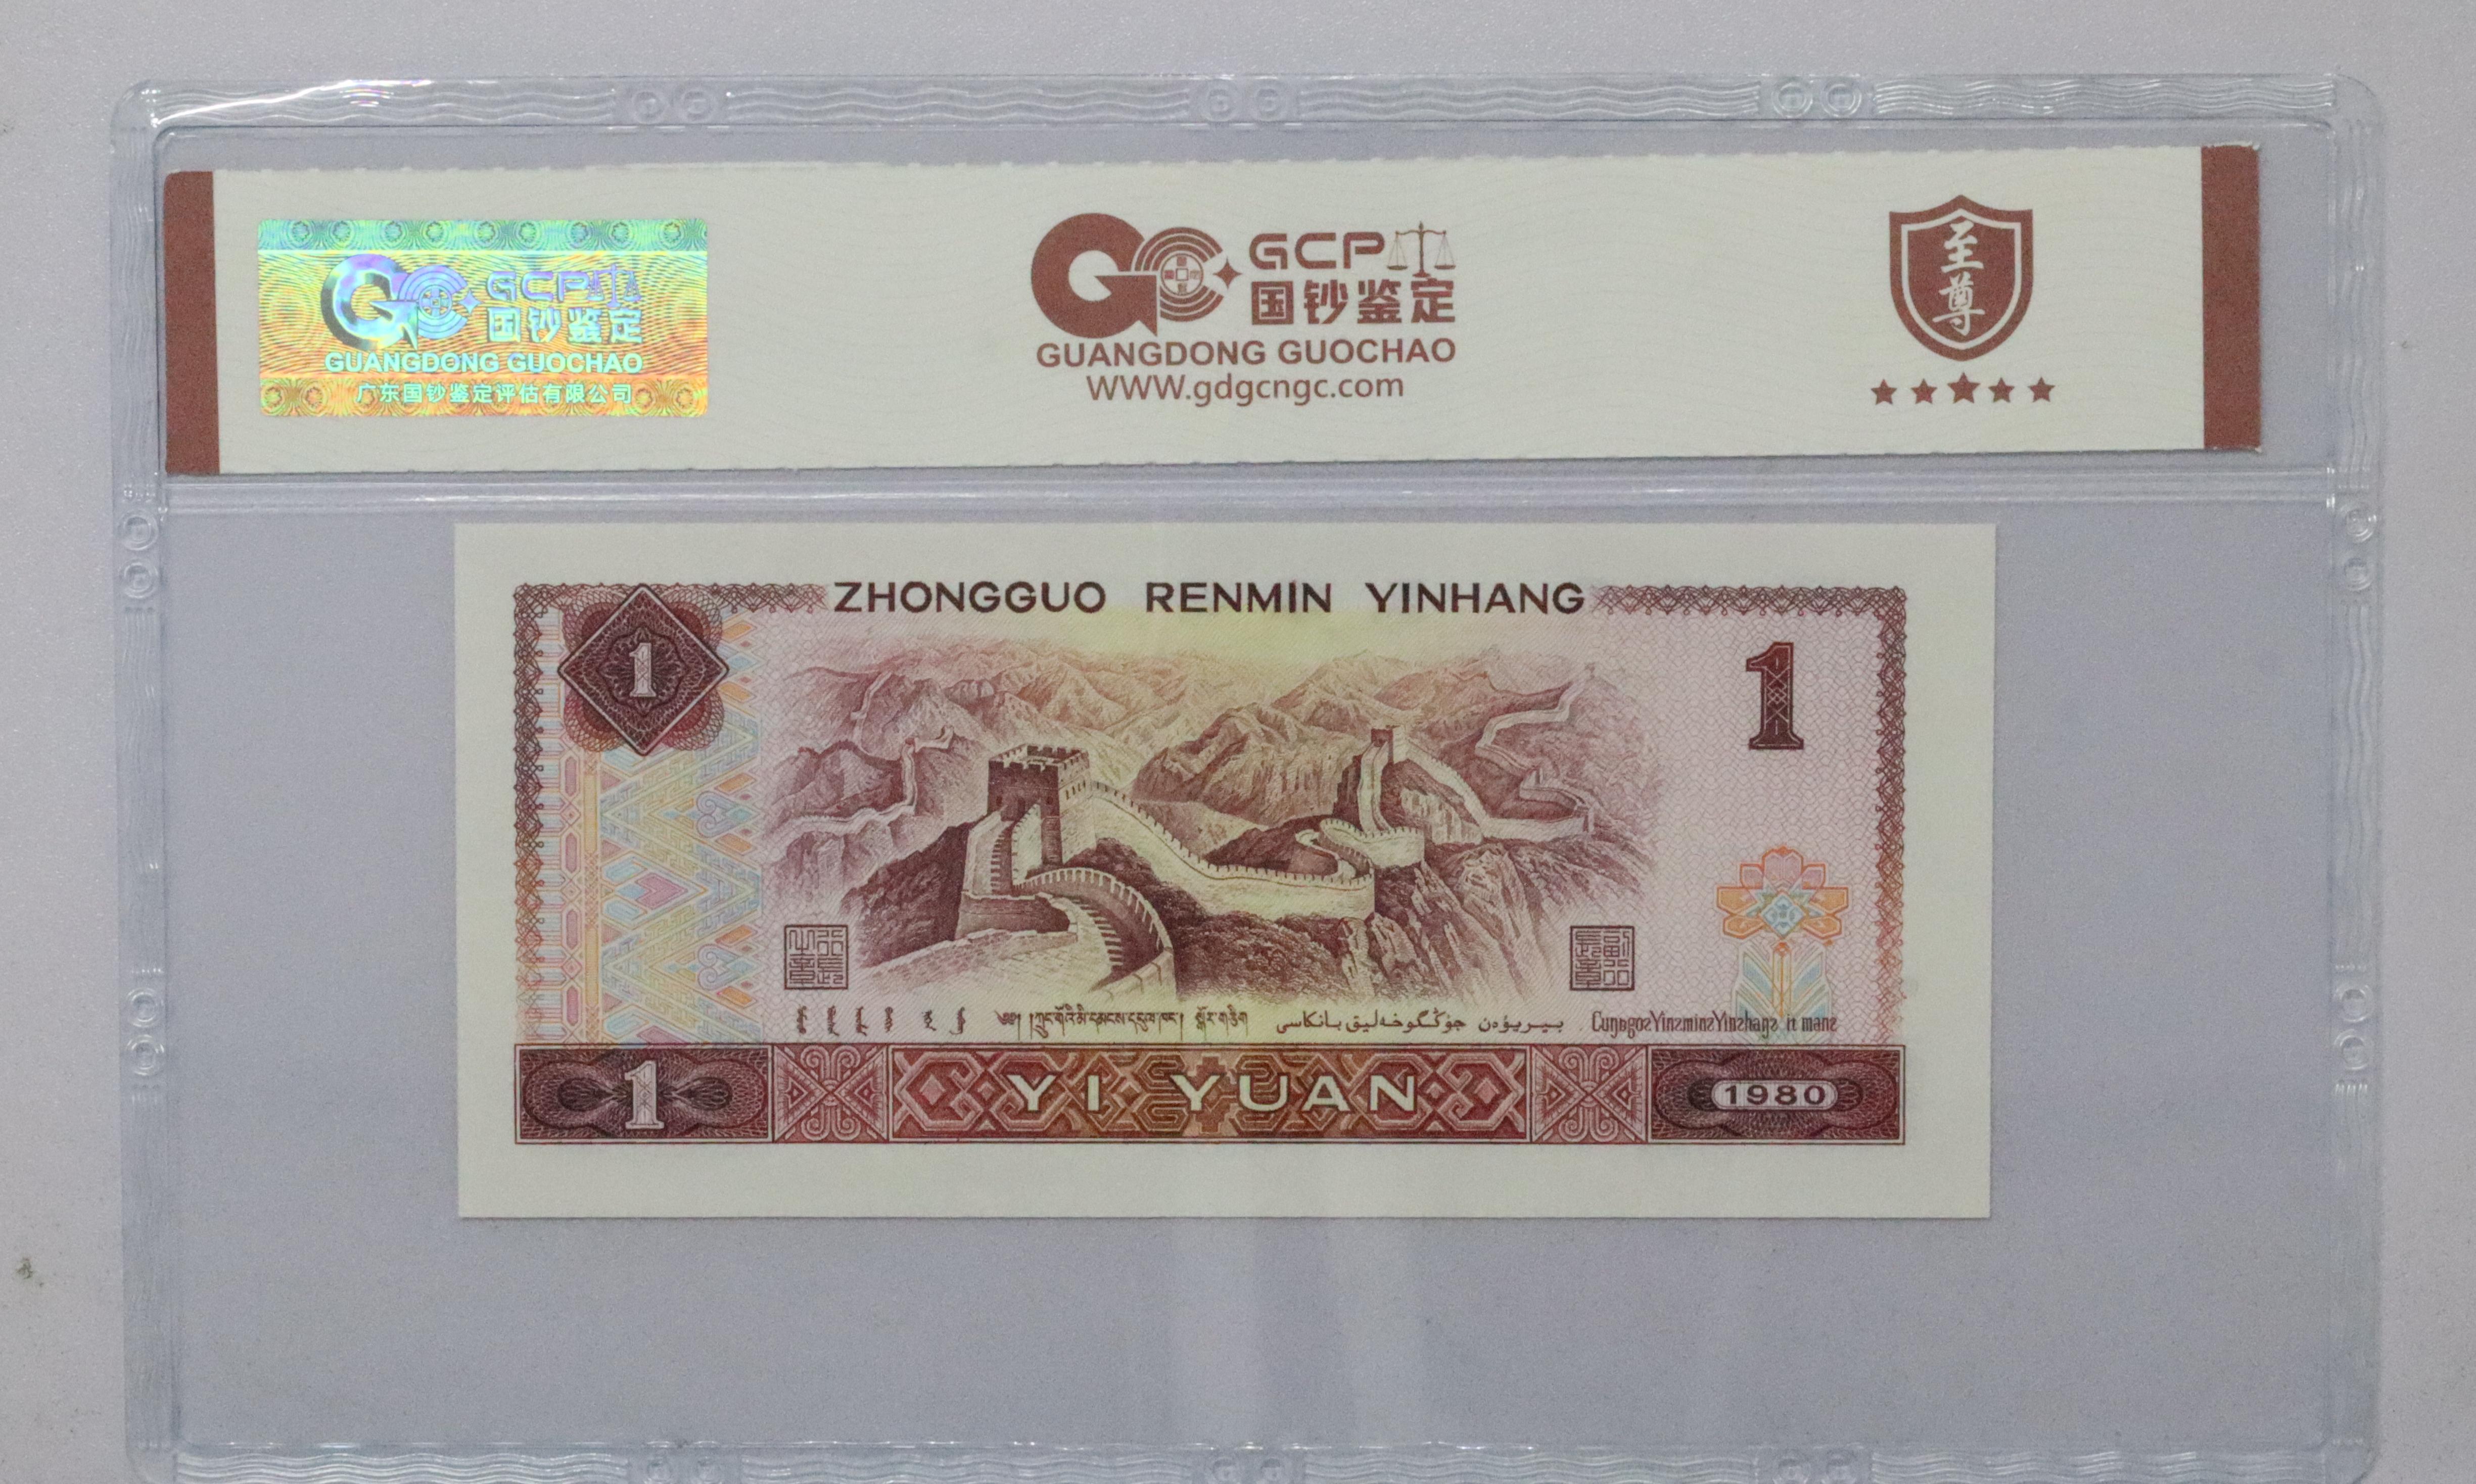 GCP
国钞鉴定
GUANGDONG GUOCHAO
广东国钞鉴定评估有限公司
GCP
国钞鉴定
GUANGDONG GUOCHAO
WWW.gdgcngc.com
至尊
ZHONGGUO RENMIN YINHANG
1
1
1
YI YUAN
1980